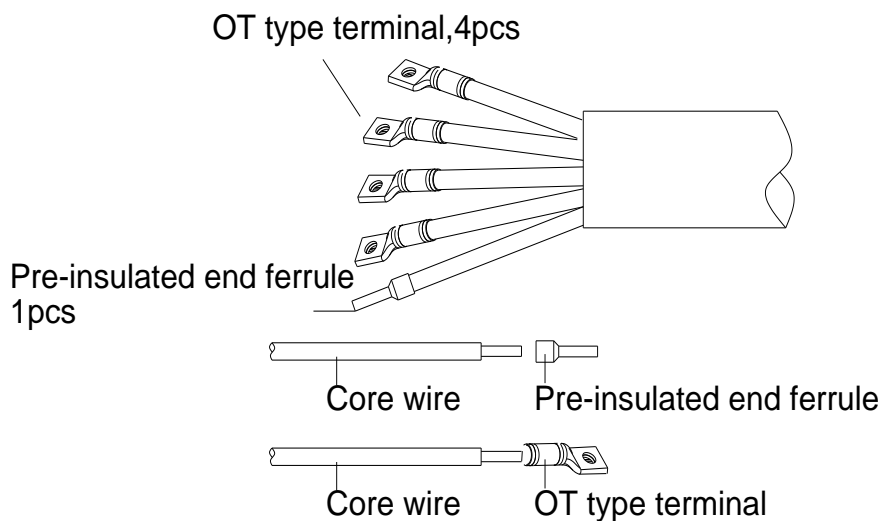 OT type terminal,4pcs
Pre-insulated end ferrule
1pcs
Core wire
Pre-insulated end ferrule
Core wire
OT type terminal